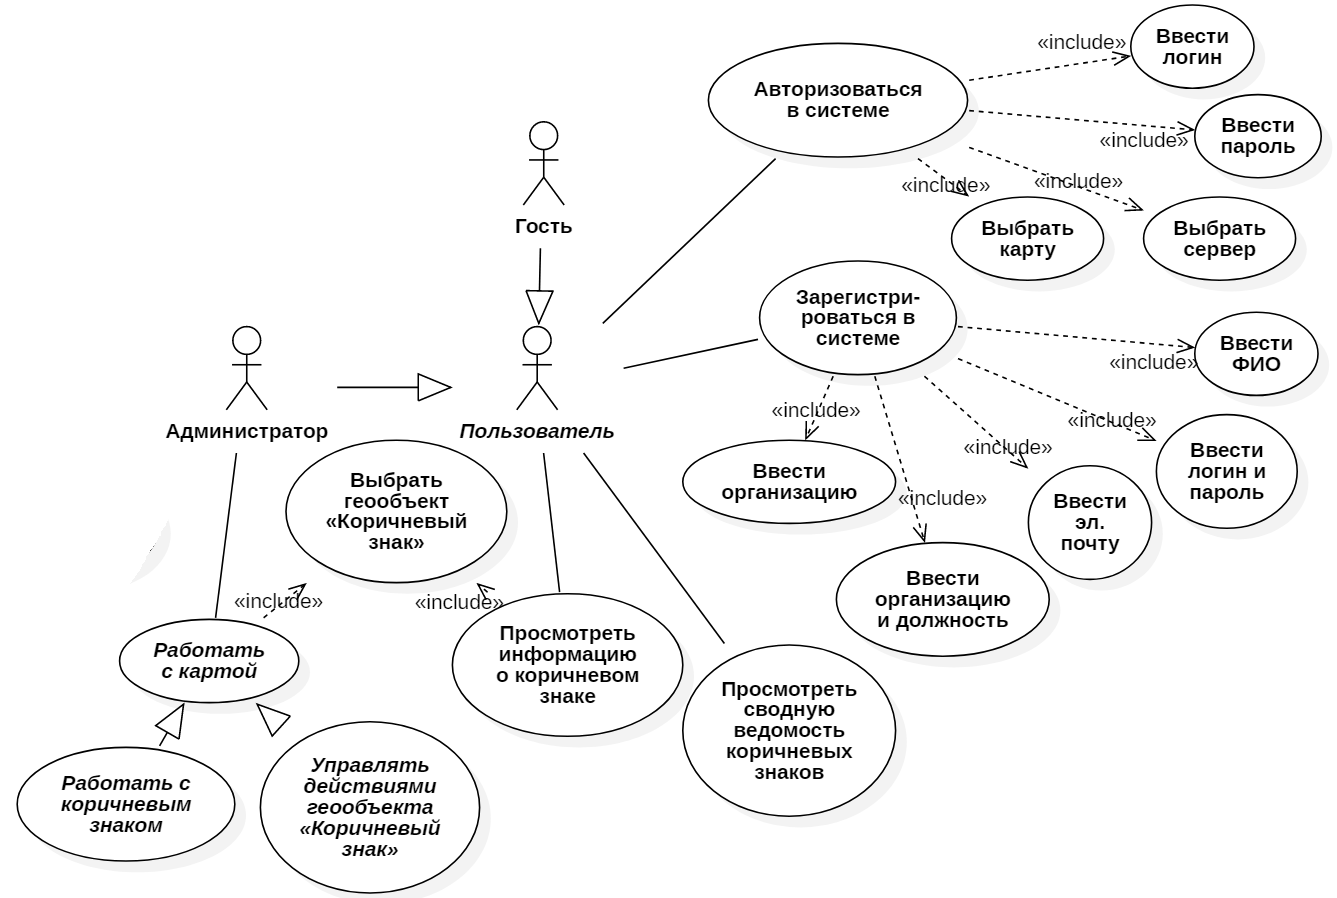 Ввести
логин
«include»
Авторизоваться
в системе
Ввести
пароль
«include»
«include»
«include»
Выбрать
карту
Выбрать
сервер
Гость
Зарегистри-
роваться в
системе
Ввести
ФИО
«include»
«include»
«include»
«include»
«include»
Ввести
организацию
Ввести
логин и
пароль
Ввести
эл.
почту
Ввести
организацию
и должность
Администратор
Пользователь
Выбрать
геообъект
«Коричневый
знак»
«include»
«include»
Работать
с картой
Просмотреть
информацию
о коричневом
знаке
Просмотреть
сводную
ведомость
коричневых
знаков
Работать с
коричневым
знаком
Управлять
действиями
геообъекта
«Коричневый
знак»